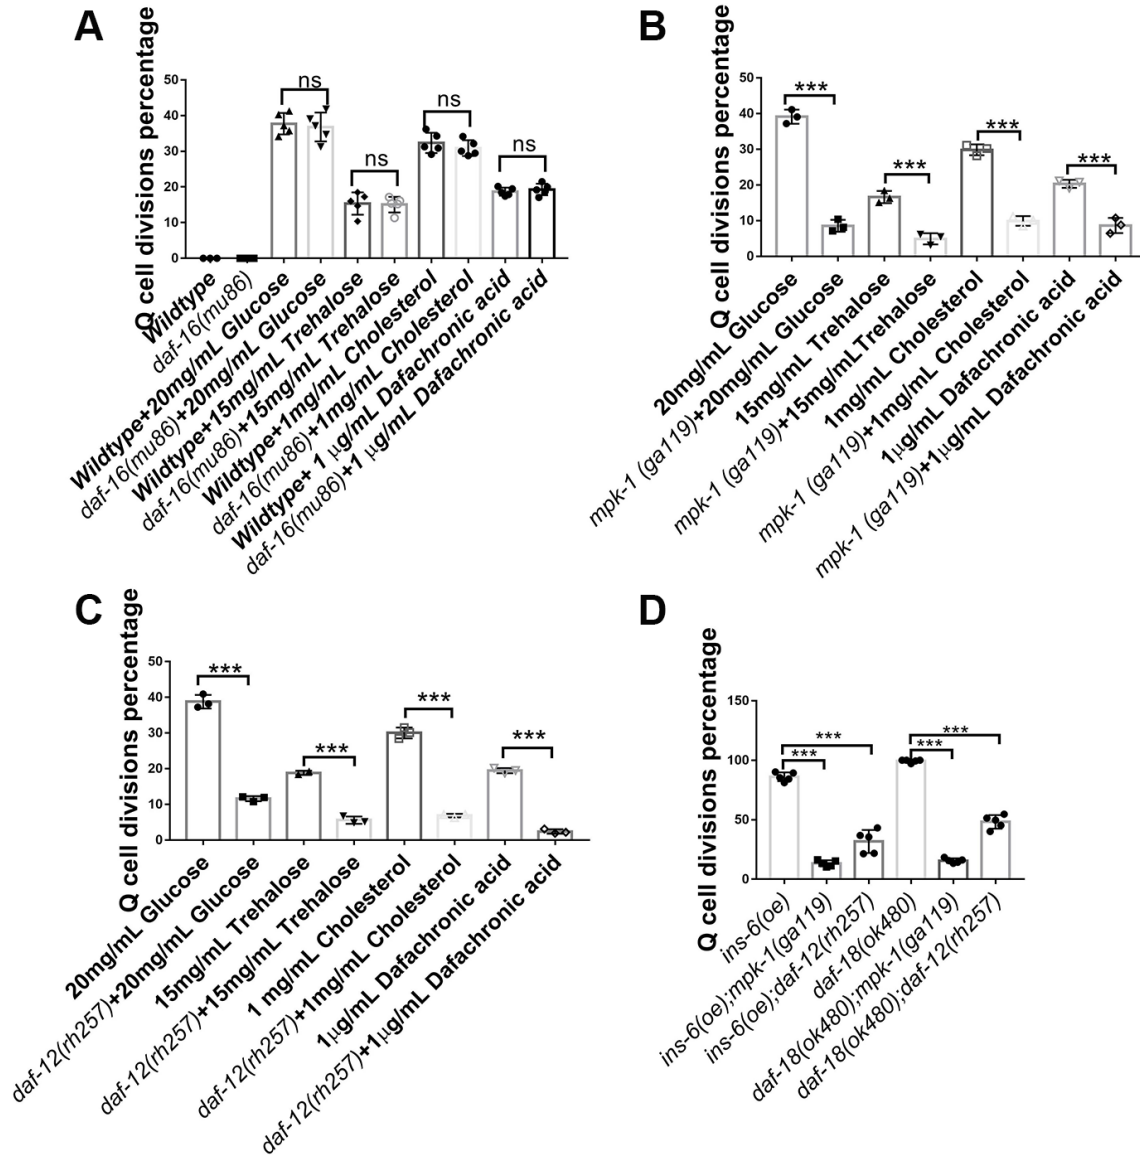 A
Q cell divisions percentage
50
40
30
20
10
0
ns
ns
ns
ns
Wildtype
daf-16(mu86)
Wildtype+20mg/mL Glucose
daf-16(mu86)+20mg/mL Glucose
Wildtype+15mg/mL Trehalose
daf-16(mu86)+15mg/mL Trehalose
Wildtype+1mg/mL Cholesterol
daf-16(mu86)+1mg/mL Cholesterol
Wildtype+ 1 μg/mL Dafachronic acid
daf-16(mu86)+1 μg/mL Dafachronic acid
B
Q cell divisions percentage
50
40
30
20
10
0
***
***
***
***
20mg/mL Glucose
mpk-1 (ga119)+20mg/mL Glucose
15mg/mL Trehalose
mpk-1 (ga119)+15mg/mL Trehalose
1mg/mL Cholesterol
mpk-1 (ga119)+1mg/mL Cholesterol
1μg/mL Dafachronic acid
mpk-1 (ga119)+1μg/mL Dafachronic acid
C
Q cell divisions percentage
50
40
30
20
10
0
***
***
***
***
20mg/mL Glucose
daf-12(rh257)+20mg/mL Glucose
15mg/mL Trehalose
daf-12(rh257)+15mg/mL Trehalose
1 mg/mL Cholesterol
daf-12(rh257)+1mg/mL Cholesterol
1μg/mL Dafachronic acid
daf-12(rh257)+1μg/mL Dafachronic acid
D
Q cell divisions percentage
150
100
50
0
***
***
***
***
ins-6(oe)
ins-6(oe);mpk-1(ga119)
ins-6(oe);daf-12(rh257)
daf-18(ok480)
daf-18(ok480);mpk-1(ga119)
daf-18(ok480);daf-12(rh257)